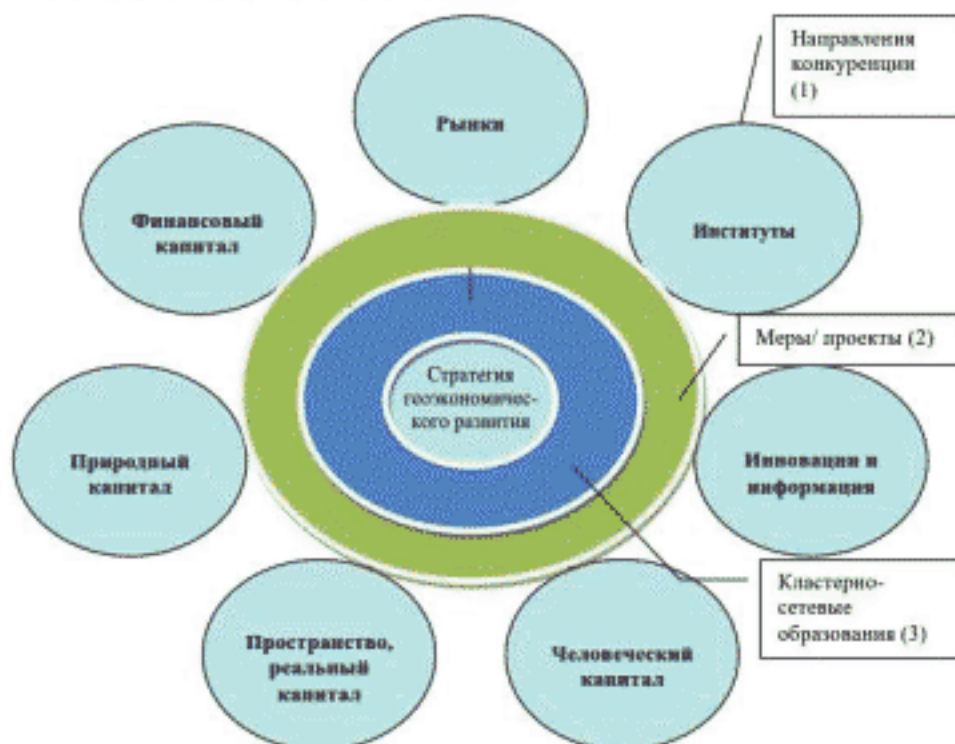 Направления
конкуренции
(1)
Рынки
Финансовый
капитал
Институты
Меры/ проекты (2)
Стратегия
геоэкономичес-
кого развития
Природный
капитал
Инновации и
информация
Кластерно-
сетевые
образования (3)
Пространство,
реальный
капитал
Человеческий
капитал